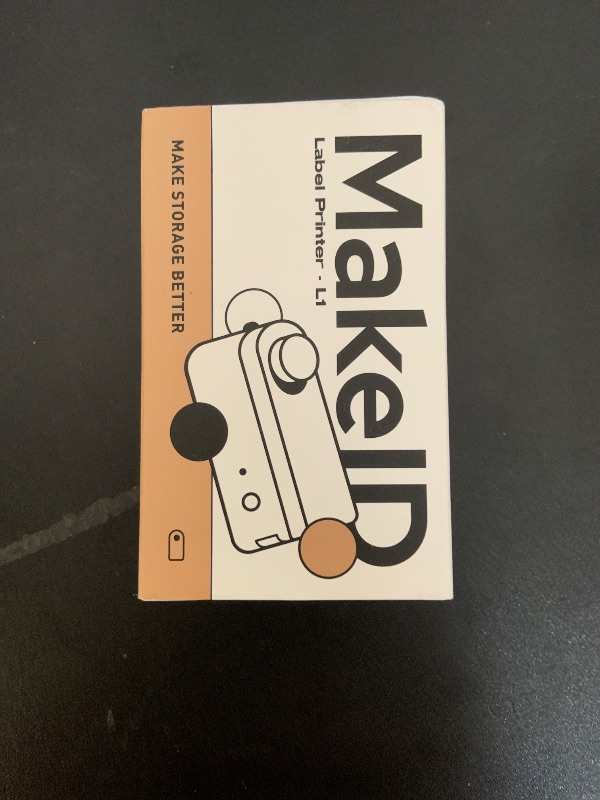 MakeID
Label Printer - L1
MAKE STORAGE BETTER